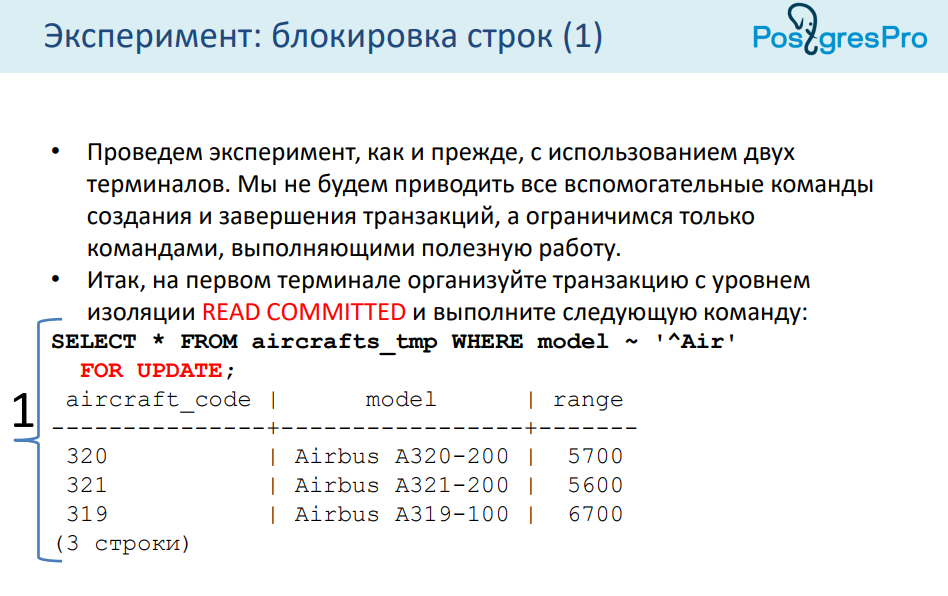 Эксперимент: блокировка строк (1)
PostgresPro
• Проведем эксперимент, как и прежде, с использованием двух
терминалов. Мы не будем приводить все вспомогательные команды
создания и завершения транзакций, а ограничимся только
командами, выполняющими полезную работу.
• Итак, на первом терминале организуйте транзакцию с уровнем
изоляции READ COMMITTED и выполните следующую команду:
1
SELECT * FROM aircrafts_tmp WHERE model ~ '^Air'
FOR UPDATE;
aircraft_code | model | range
---------------+-----------------+-------
320 | Airbus A320-200 | 5700
321 | Airbus A321-200 | 5600
319 | Airbus A319-100 | 6700
(3 строки)